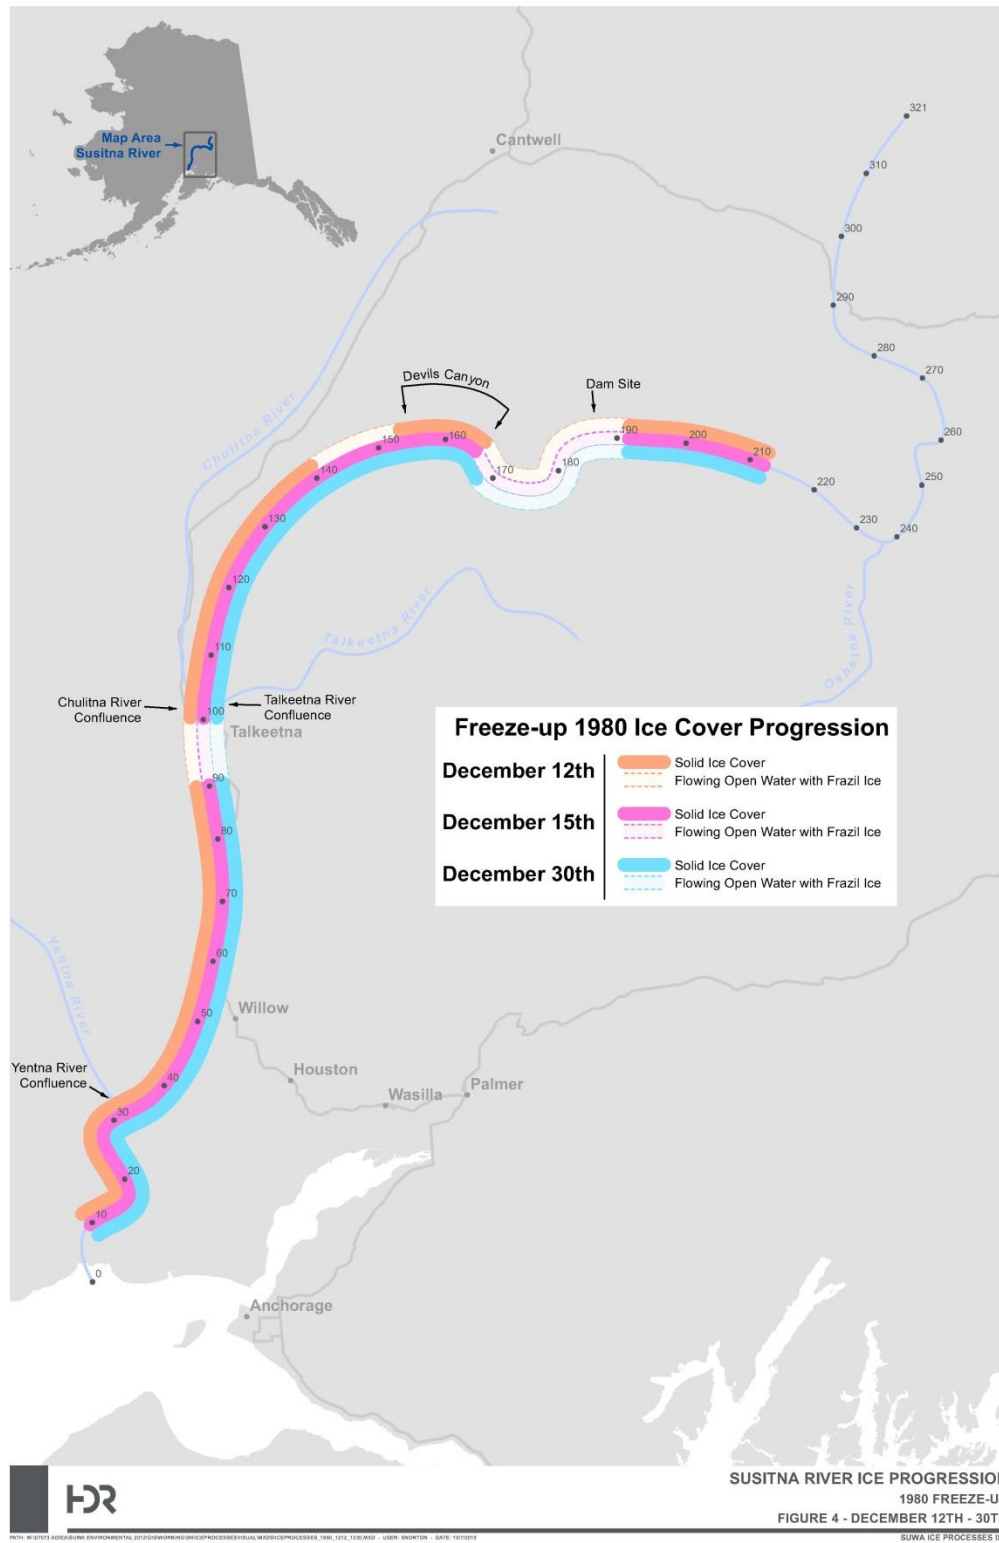 Map Area
Susitna River
Cantwell
321
310
300
290
280
270
260
250
240
230
220
210
200
190
180
170
160
150
140
130
120
110
100
90
80
70
60
50
40
30
20
10
0
Chulitna River
Devils Canyon
Dam Site
Talkeetna River
Oshetna River
Chulitna River
Confluence
Talkeetna River
Confluence
Talkeetna
Freeze-up 1980 Ice Cover Progression
December 12th
Solid Ice Cover
Flowing Open Water with Frazil Ice
December 15th
Solid Ice Cover
Flowing Open Water with Frazil Ice
December 30th
Solid Ice Cover
Flowing Open Water with Frazil Ice
Yentna River
Willow
Houston
Wasilla
Palmer
Yentna River
Confluence
Anchorage
HDR
SUSITNA RIVER ICE PROGRESSION
1980 FREEZE-U
FIGURE 4 - DECEMBER 12TH - 30T
SUWA ICE PROCESSES IS